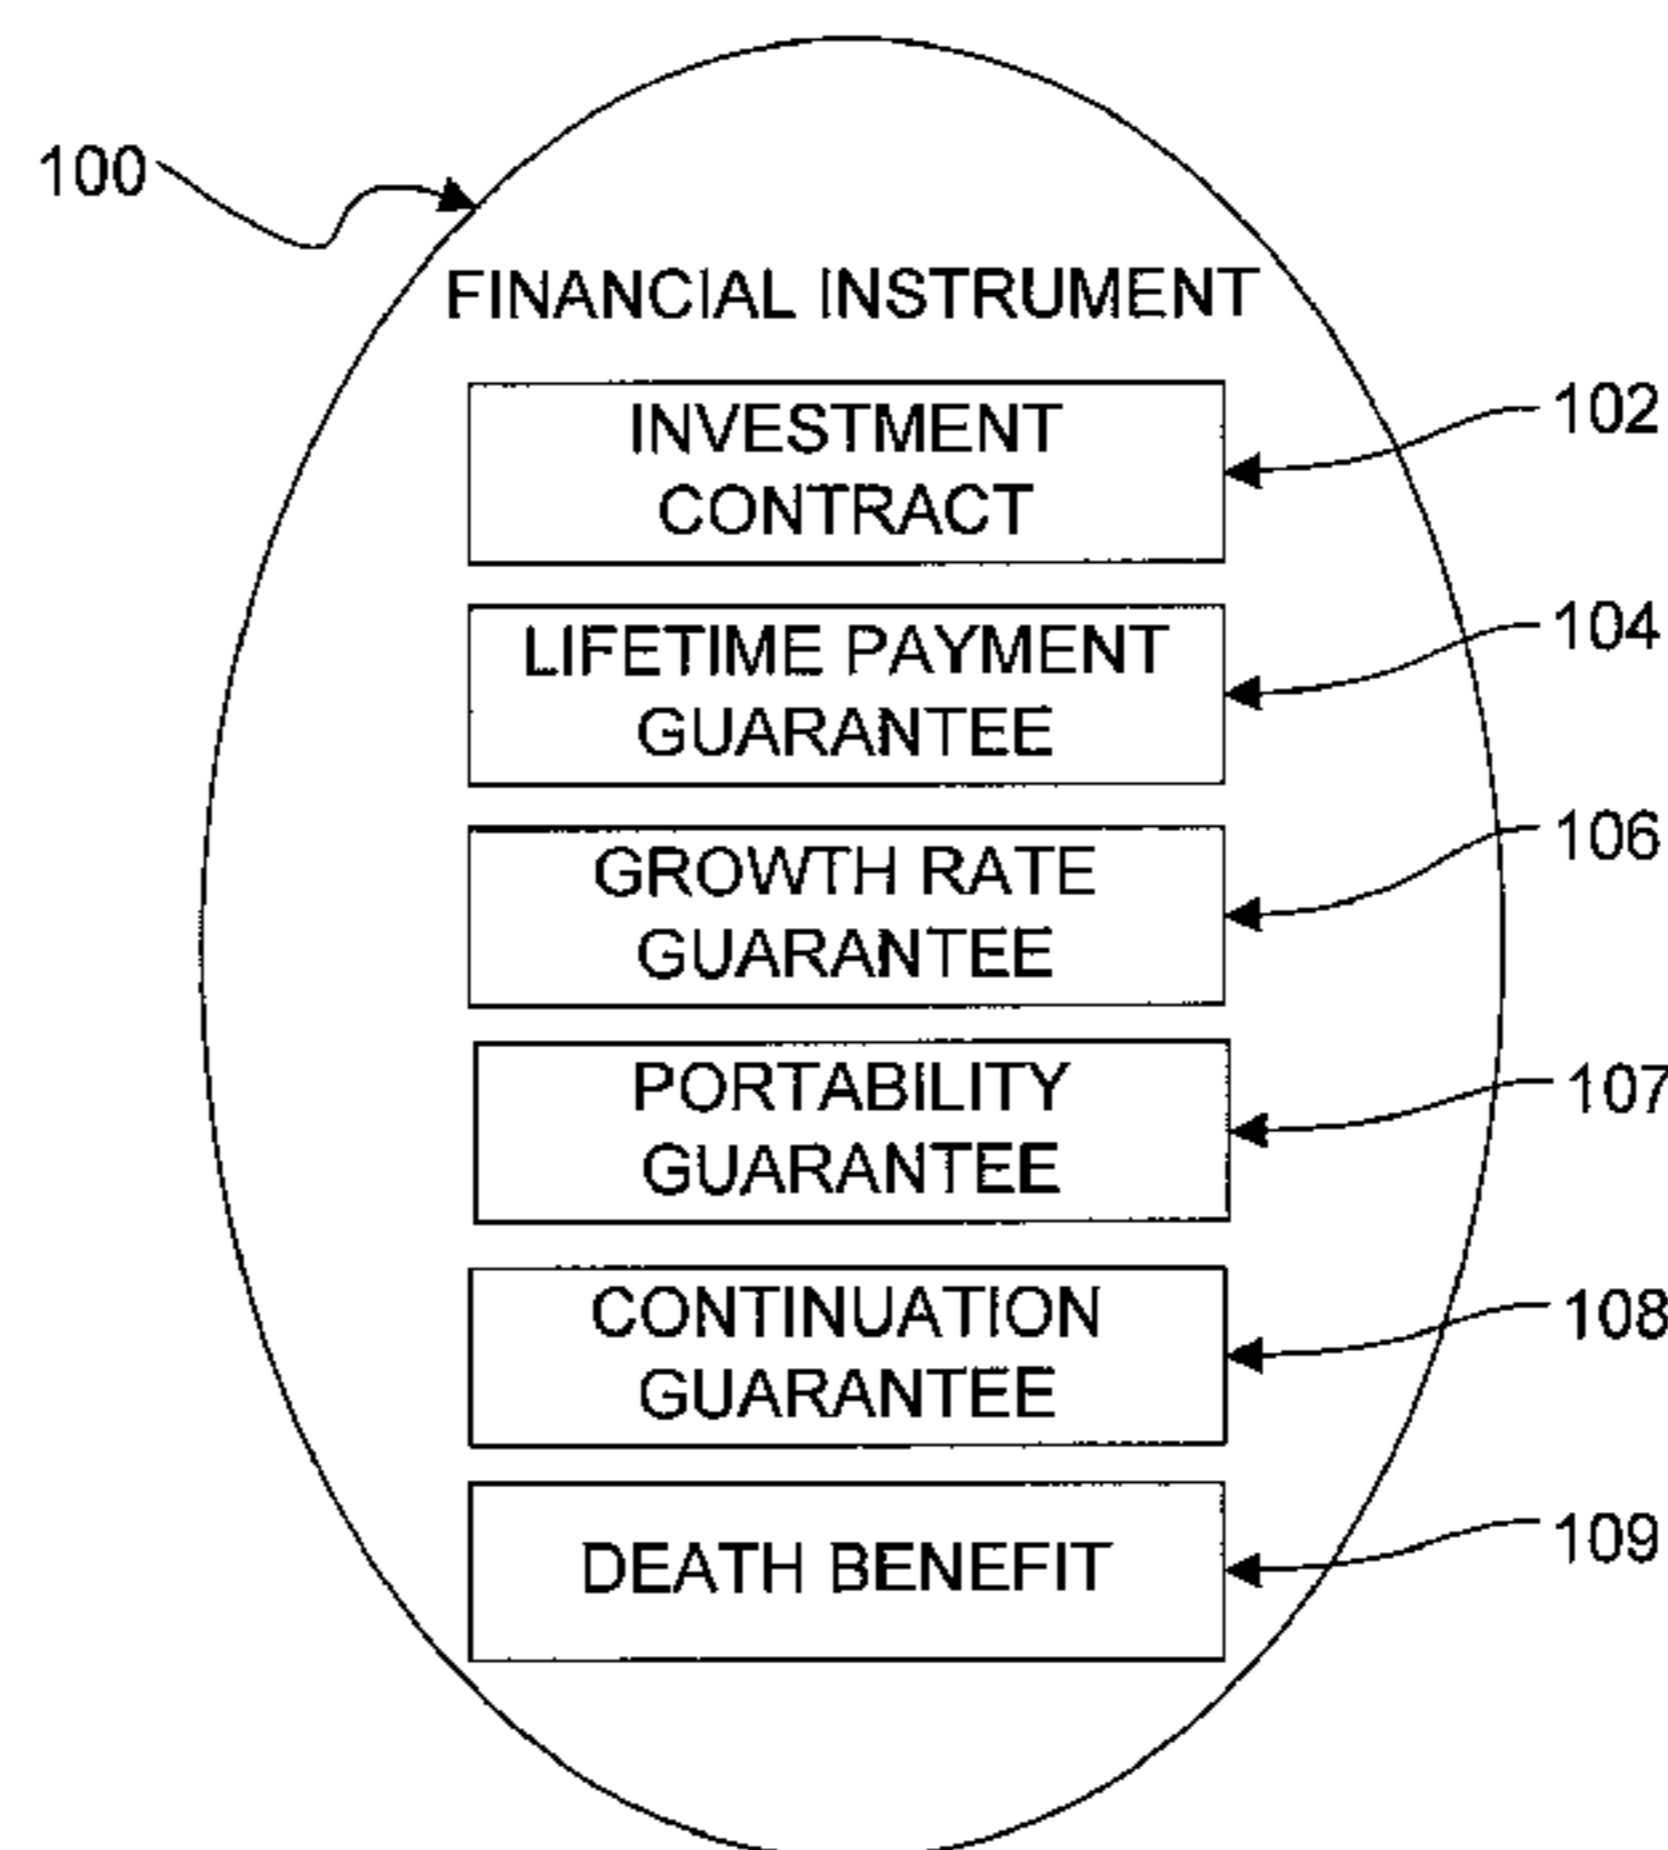 100
FINANCIAL INSTRUMENT
INVESTMENT
CONTRACT
102
LIFETIME PAYMENT
GUARANTEE
104
GROWTH RATE
GUARANTEE
106
PORTABILITY
GUARANTEE
107
CONTINUATION
GUARANTEE
108
DEATH BENEFIT
109